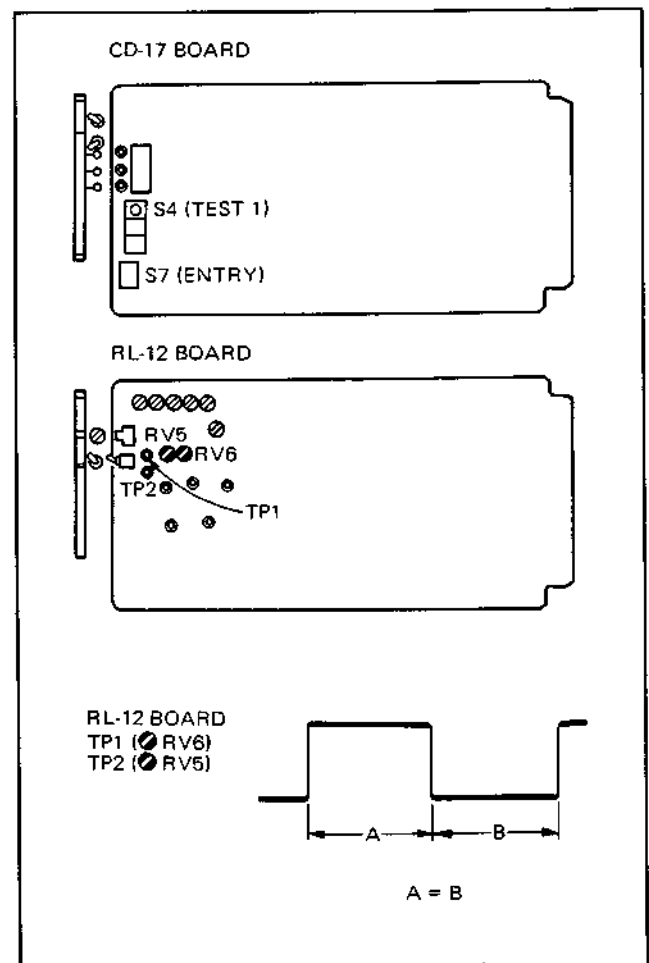 CD-17 BOARD
S4 (TEST 1)
S7 (ENTRY)
RL-12 BOARD
RV5
RV6
TP2
TP1
RL-12 BOARD
TP1 ( RV6)
TP2 ( RV5)
A
B
A = B